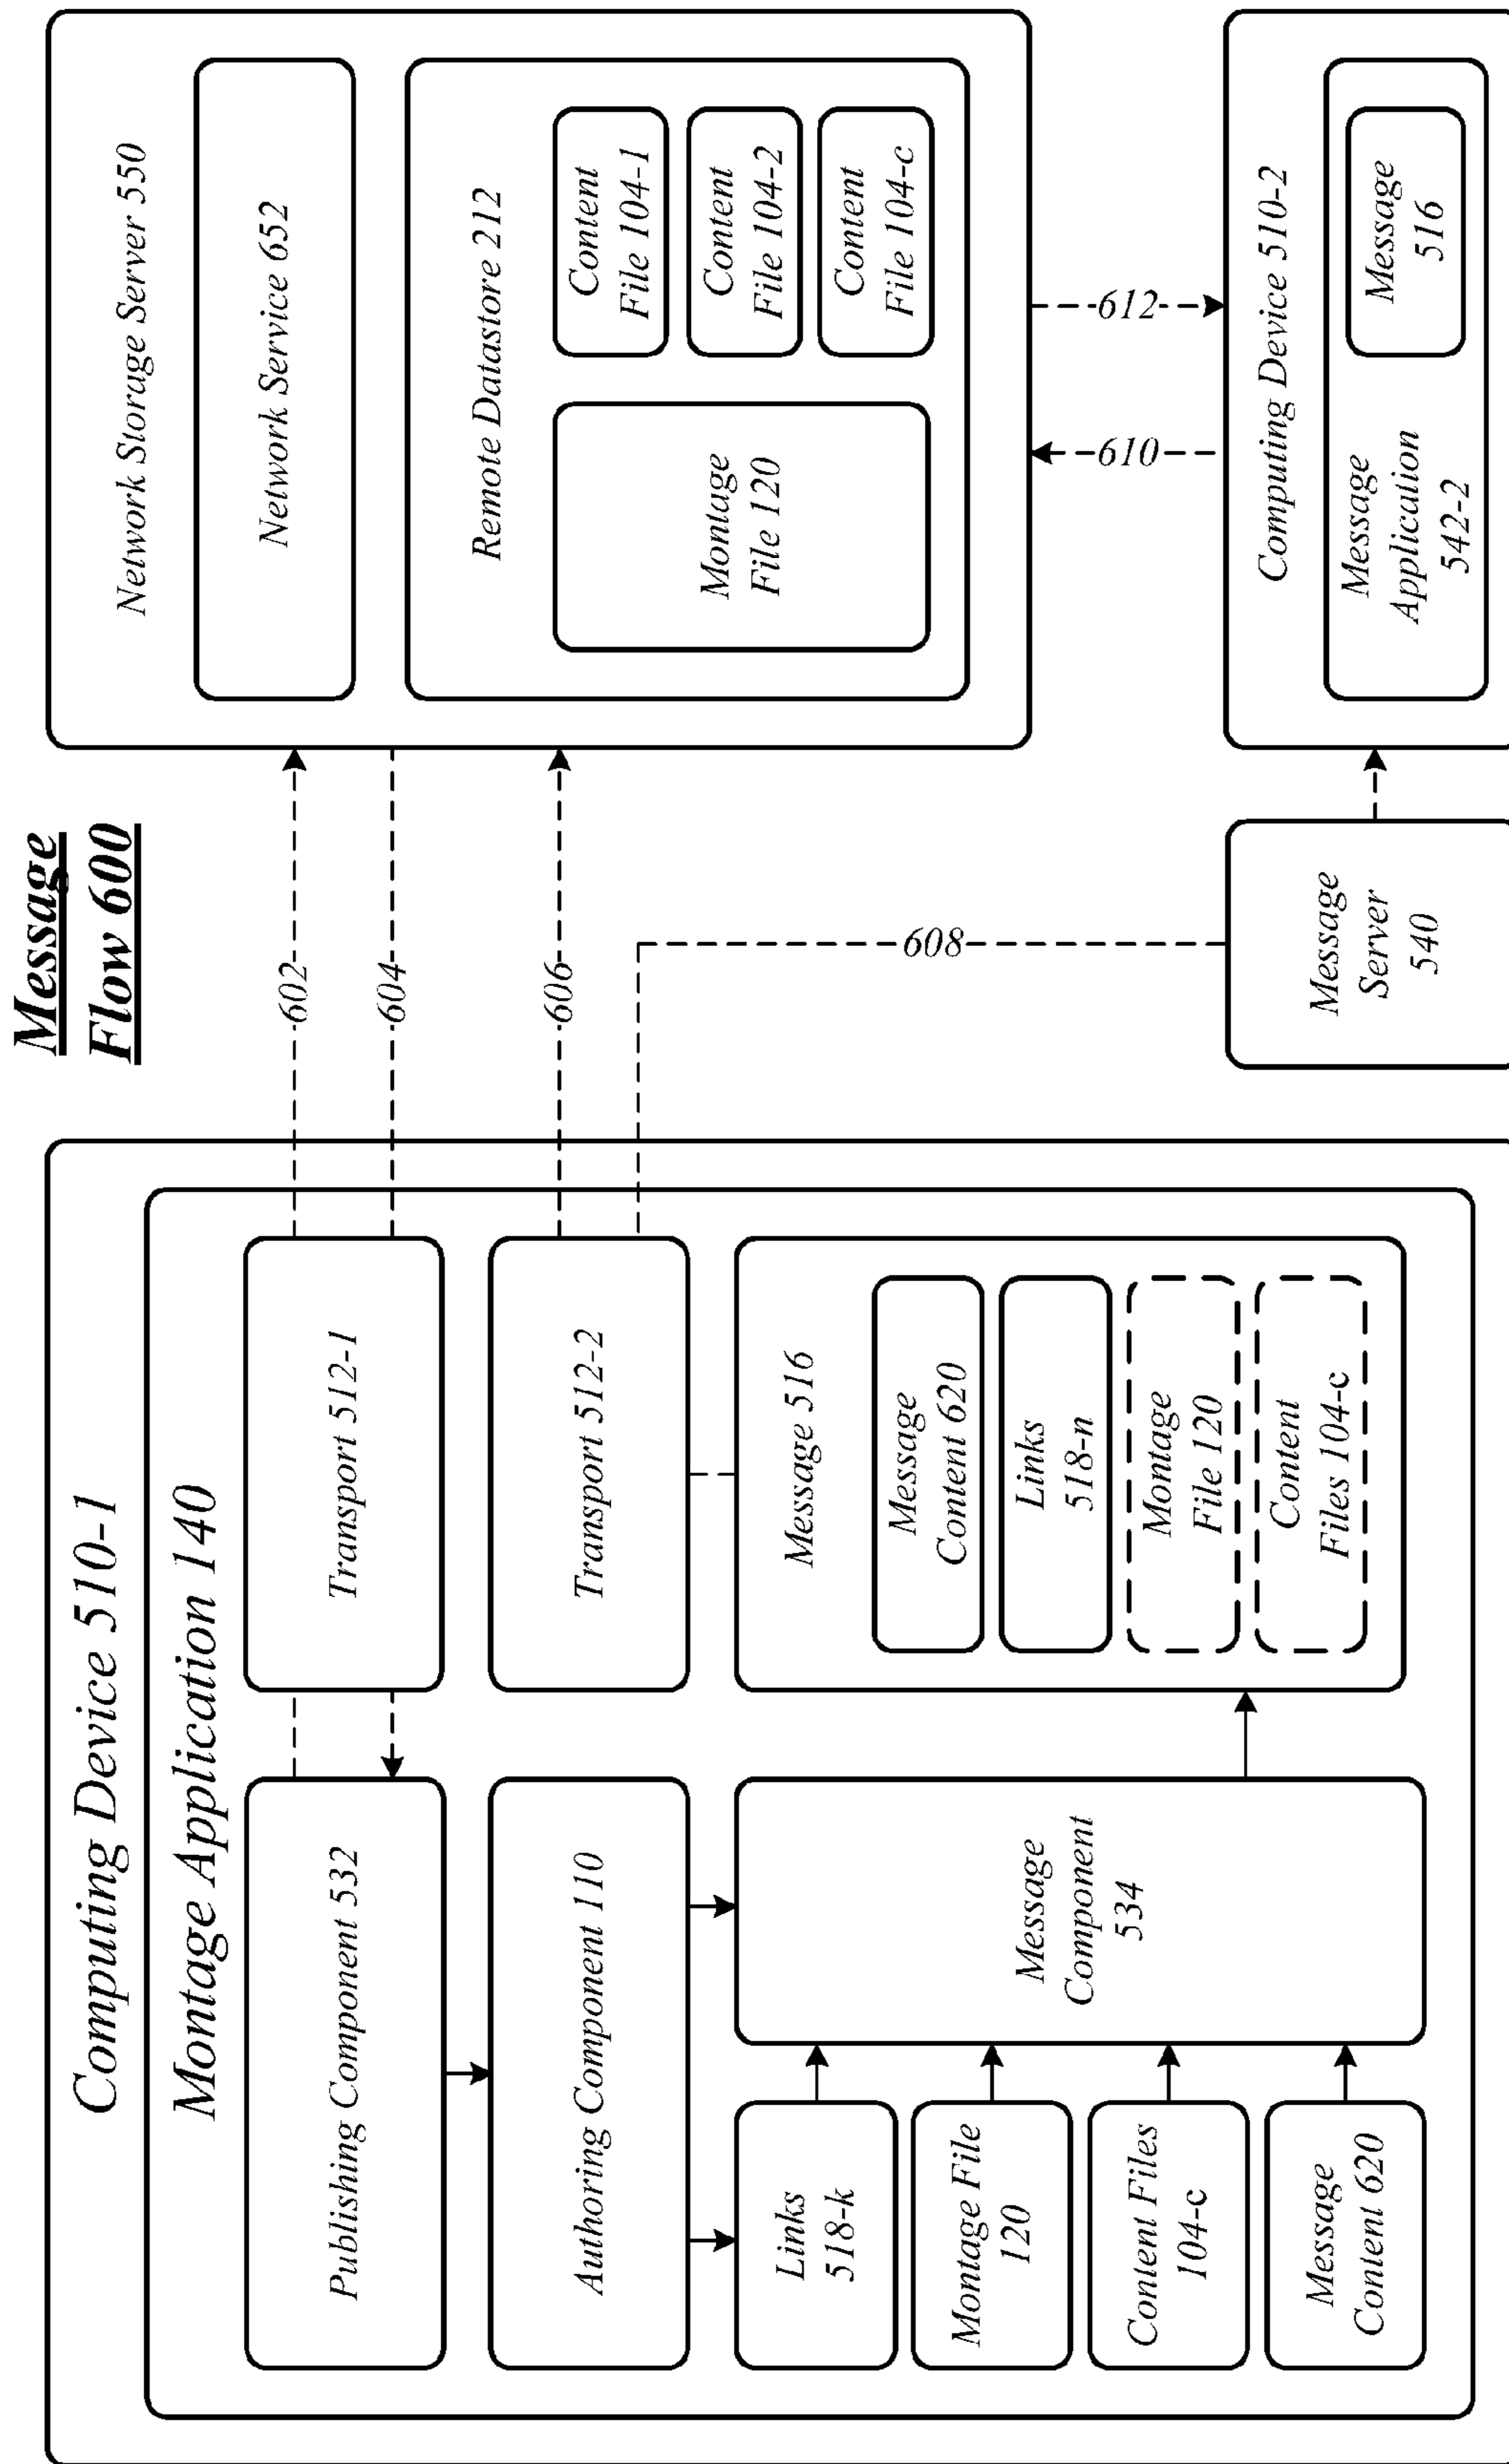 Message
Flow 600
Computing Device 510-1
Montage Application 140
Publishing Component 532
Transport 512-1
Authoring Component 110
Transport 512-2
Links
518-k
Montage File
120
Content Files
104-c
Message
Content 620
Message
Component
534
Message 516
Message
Content 620
Links
518-n
Montage
File 120
Content
Files 104-c
602
604
606
608
Network Storage Server 550
Network Service 652
Remote Datastore 212
Montage
File 120
Content
File 104-1
Content
File 104-2
Content
File 104-c
610
612
Message
Server
540
Computing Device 510-2
Message
Application
542-2
Message
516